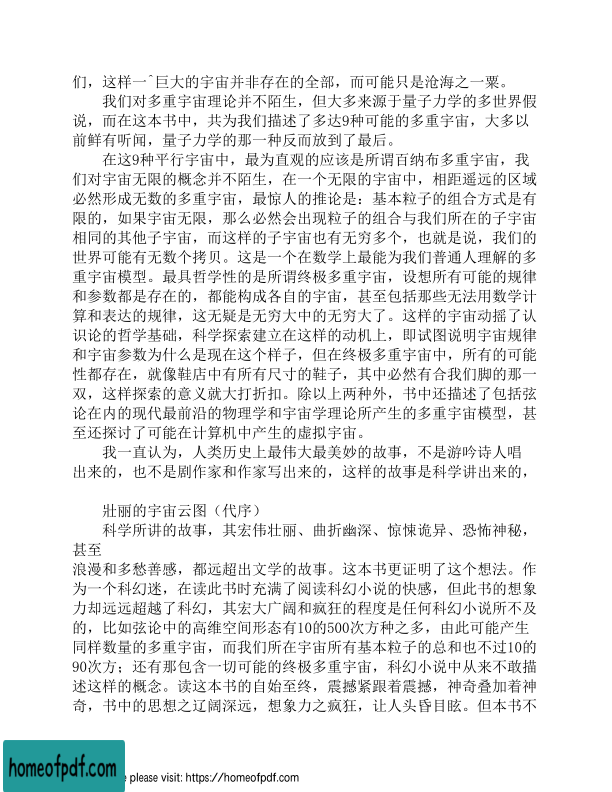 们，这样一^巨大的宇宙并非存在的全部，而可能只是沧海之一粟。
我们对多重宇宙理论并不陌生，但大多来源于量子力学的多世界假
说，而在这本书中，共为我们描述了多达9种可能的多重宇宙，大多以
前鲜有听闻，量子力学的那一种反而放到了最后。
在这9种平行宇宙中，最为直观的应该是所谓百纳布多重宇宙，我
们对宇宙无限的概念并不陌生，在一个无限的宇宙中，相距遥远的区域
必然形成无数的多重宇宙，最惊人的推论是：基本粒子的组合方式是有
限的，如果宇宙无限，那么必然会出现粒子的组合与我们所在的子宇宙
相同的其他子宇宙，而这样的子宇宙也有无穷多个，也就是说，我们的
世界可能有无数个拷贝。这是一个在数学上最能为我们普通人理解的多
重宇宙模型。最具哲学性的是所谓终极多重宇宙，设想所有可能的规律
和参数都是存在的，都能构成各自的宇宙，甚至包括那些无法用数学计
算和表达的规律，这无疑是无穷大中的无穷大了。这样的宇宙动摇了认
识论的哲学基础，科学探索建立在这样的动机上，即试图说明宇宙规律
和宇宙参数为什么是现在这个样子，但在终极多重宇宙中，所有的可能
性都存在，就像鞋店中有所有尺寸的鞋子，其中必然有合我们脚的那一
双，这样探索的意义就大打折扣。除以上两种外，书中还描述了包括弦
论在内的现代最前沿的物理学和宇宙学理论所产生的多重宇宙模型，甚
至还探讨了可能在计算机中产生的虚拟宇宙。
我一直认为，人类历史上最伟大最美妙的故事，不是游吟诗人唱
出来的，也不是剧作家和作家写出来的，这样的故事是科学讲出来的，
壯丽的宇宙云图（代序）
科学所讲的故事，其宏伟壮丽、曲折幽深、惊悚诡异、恐怖神秘，
甚至
浪漫和多愁善感，都远超出文学的故事。这本书更证明了这个想法。作
为一个科幻迷，在读此书时充满了阅读科幻小说的快感，但此书的想象
力却远远超越了科幻，其宏大广阔和疯狂的程度是任何科幻小说所不及
的，比如弦论中的高维空间形态有10的500次方种之多，由此可能产生
同样数量的多重宇宙，而我们所在宇宙所有基本粒子的总和也不过10的
90次方；还有那包含一切可能的终极多重宇宙，科幻小说中从来不敢描
述这样的概念。读这本书的自始至终，震撼紧跟着震撼，神奇叠加着神
奇，书中的思想之辽阔深远，想象力之疯狂，让人头昏目眩。但本书不
homeofpdf.com
e please visit: https://homeofpdf.com